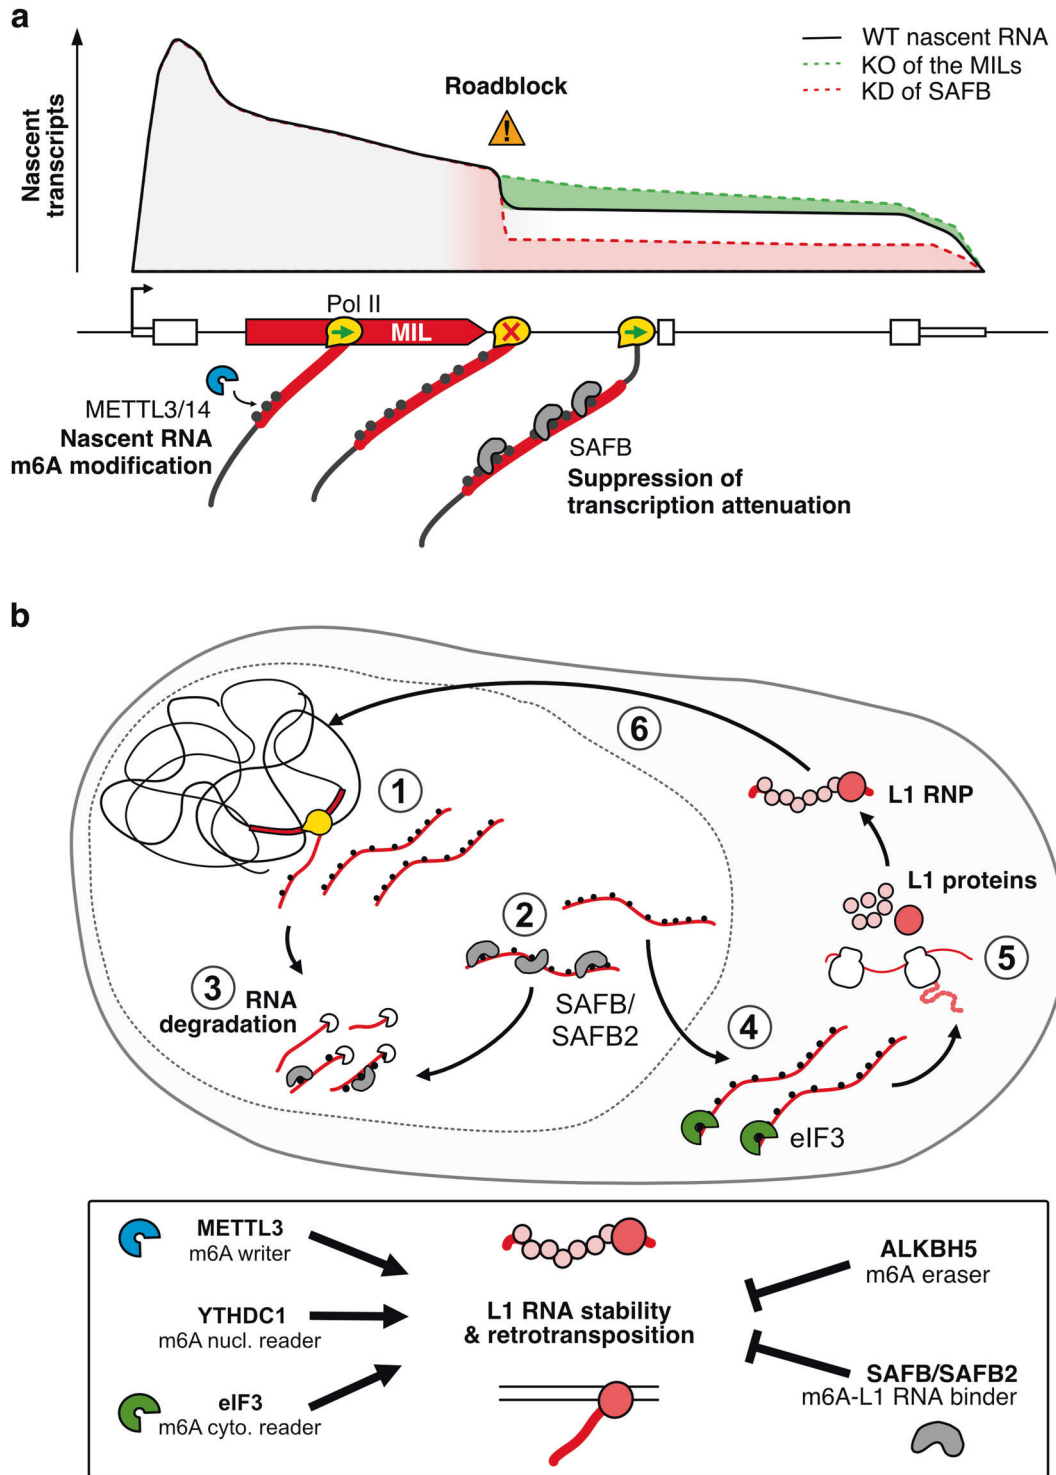 a
Nascent
transcripts
WT nascent RNA
KO of the MILs
KD of SAFB
Roadblock
!
Pol II
MIL
METTL3/14
Nascent RNA
m6A modification
SAFB
Suppression of
transcription attenuation
b
6
1
L1 RNP
L1 proteins
2
5
3
RNA
degradation
SAFB/
SAFB2
4
eIF3
METTL3
m6A writer
YTHDC1
m6A nucl. reader
eIF3
m6A cyto. reader
L1 RNA stability
& retrotransposition
ALKBH5
m6A eraser
SAFB/SAFB2
m6A-L1 RNA binder